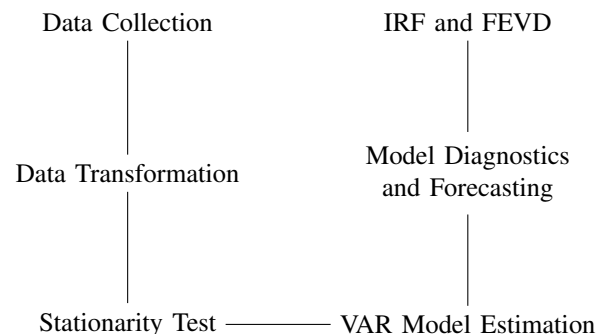 Data Collection
IRF and FEVD
Data Transformation
Model Diagnostics
and Forecasting
Stationarity Test
VAR Model Estimation